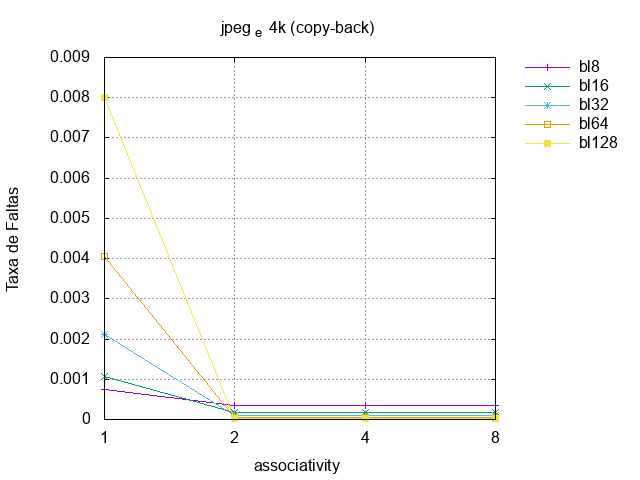 jpeg e 4k (copy-back)
0.009
0.008
0.007
0.006
0.005
0.004
0.003
0.002
0.001
0
1 2 4 8
Taxa de Faltas
associativity
bl8
bl16
bl32
bl64
bl128